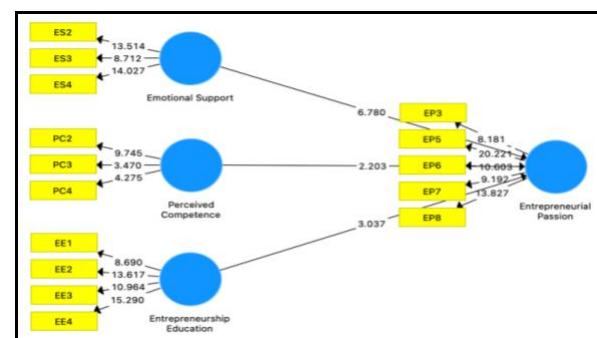 ES2
ES3
ES4
13.514
8.712
14.027
Emotional Support
6.780
PC2
PC3
PC4
9.745
3.470
4.275
Perceived
Competence
2.203
EE1
EE2
EE3
EE4
8.690
13.617
10.964
15.290
Entrepreneurship
Education
3.037
EP3
EP5
EP6
EP7
EP8
8.181
20.221
10.603
9.192
13.827
Entrepreneurial
Passion